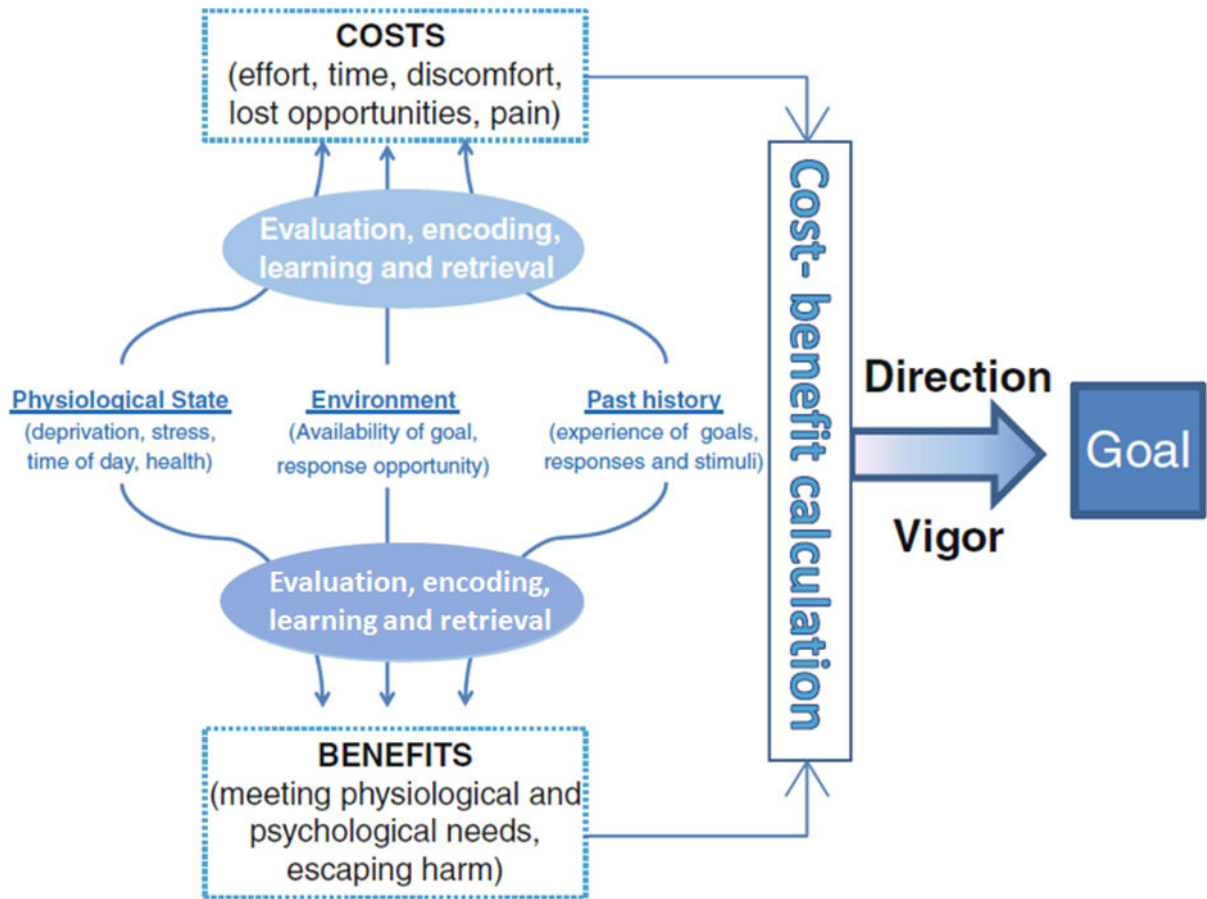 COSTS
(effort, time, discomfort,
lost opportunities, pain)
Evaluation, encoding,
learning and retrieval
Physiological State
(deprivation, stress,
time of day, health)
Environment
(Availability of goal,
response opportunity)
Past history
(experience of goals,
responses and stimuli)
Evaluation, encoding,
learning and retrieval
BENEFITS
(meeting physiological and
psychological needs,
escaping harm)
Cost- benefit calculation
Direction
Vigor
Goal